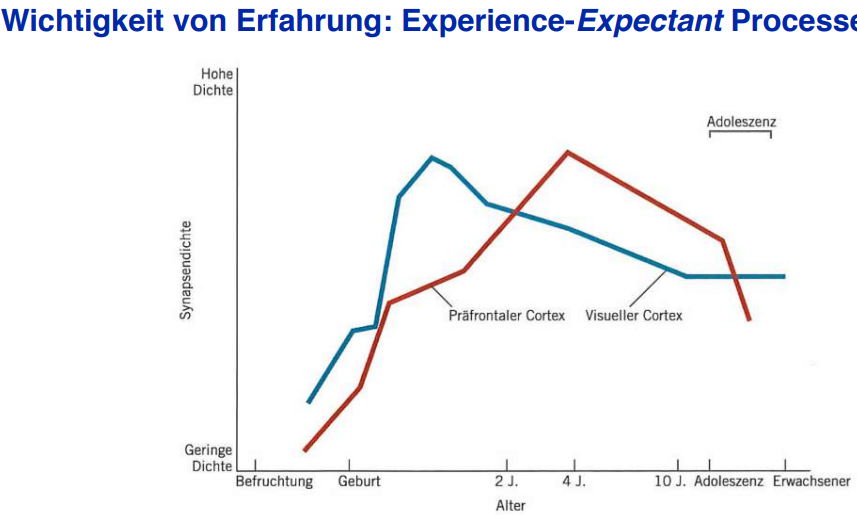 Wichtigkeit von Erfahrung: Experience-Expectant Processe
Hohe
Dichte
Adoleszenz
Synapsendichte
Präfrontaler Cortex
Visueller Cortex
Geringe
Dichte
Befruchtung
Geburt
2 J.
4 J.
10 J.
Adoleszenz
Erwachsener
Alter